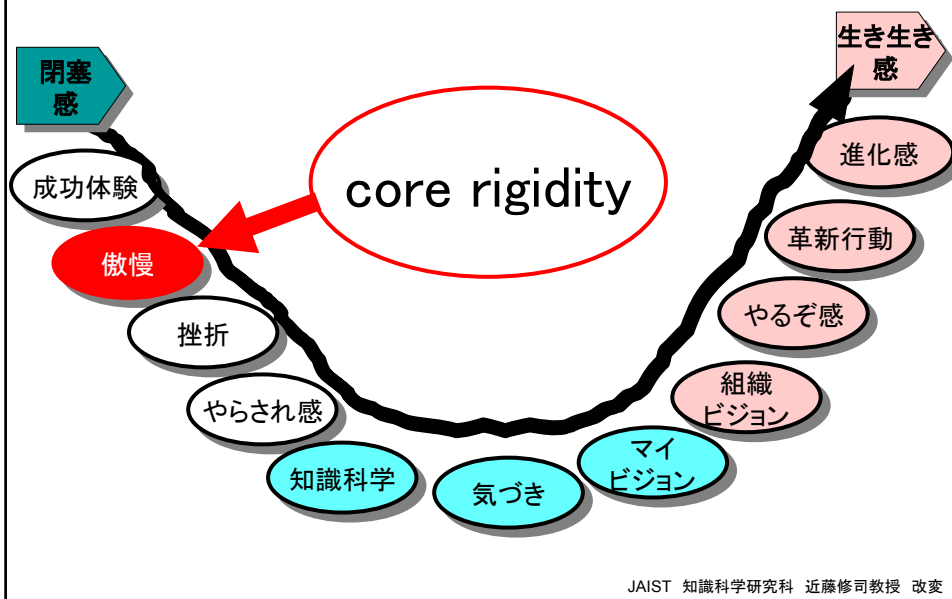 閉塞
感
成功体験
傲慢
挫折
やらされ感
知識科学
気づき
マイ
ビジョン
組織
ビジョン
やるぞ感
革新行動
進化感
生き生き
感
core rigidity
JAIST 知識科学研究科 近藤修司教授 改変